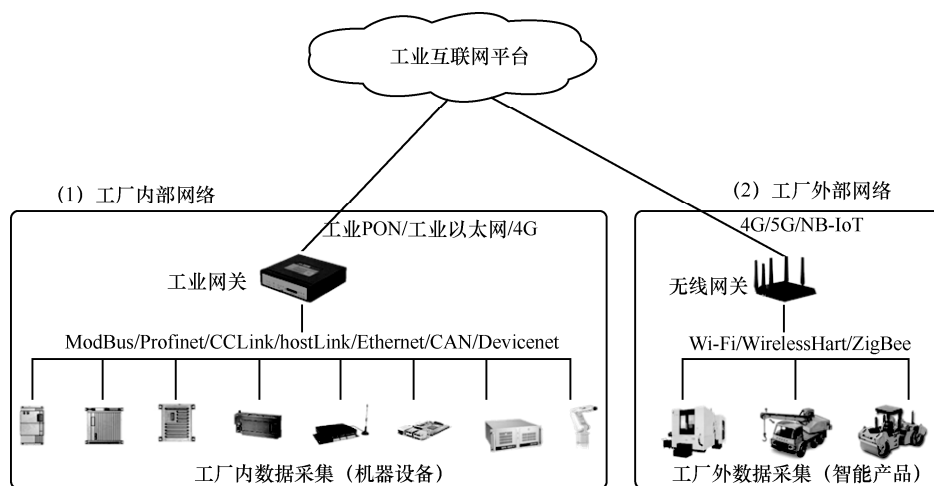 工业互联网平台
（1）工厂内部网络
工业PON/工业以太网/4G
工业网关
ModBus/Profinet/CCLink/hostLink/Ethernet/CAN/Devicenet
工厂内数据采集（机器设备）
（2）工厂外部网络
4G/5G/NB-IoT
无线网关
Wi-Fi/WirelessHart/ZigBee
工厂外数据采集（智能产品）